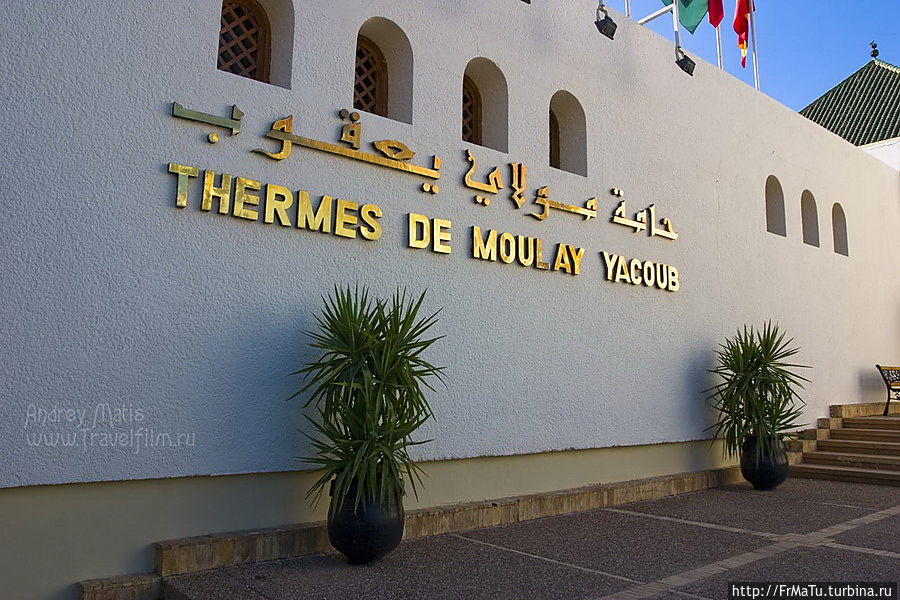 حامة مولاي يعقوب
THERMES DE MOULAY YACOUB
Andrey Matis
www.travelfilm.ru
http://FrMaTu.turbina.ru